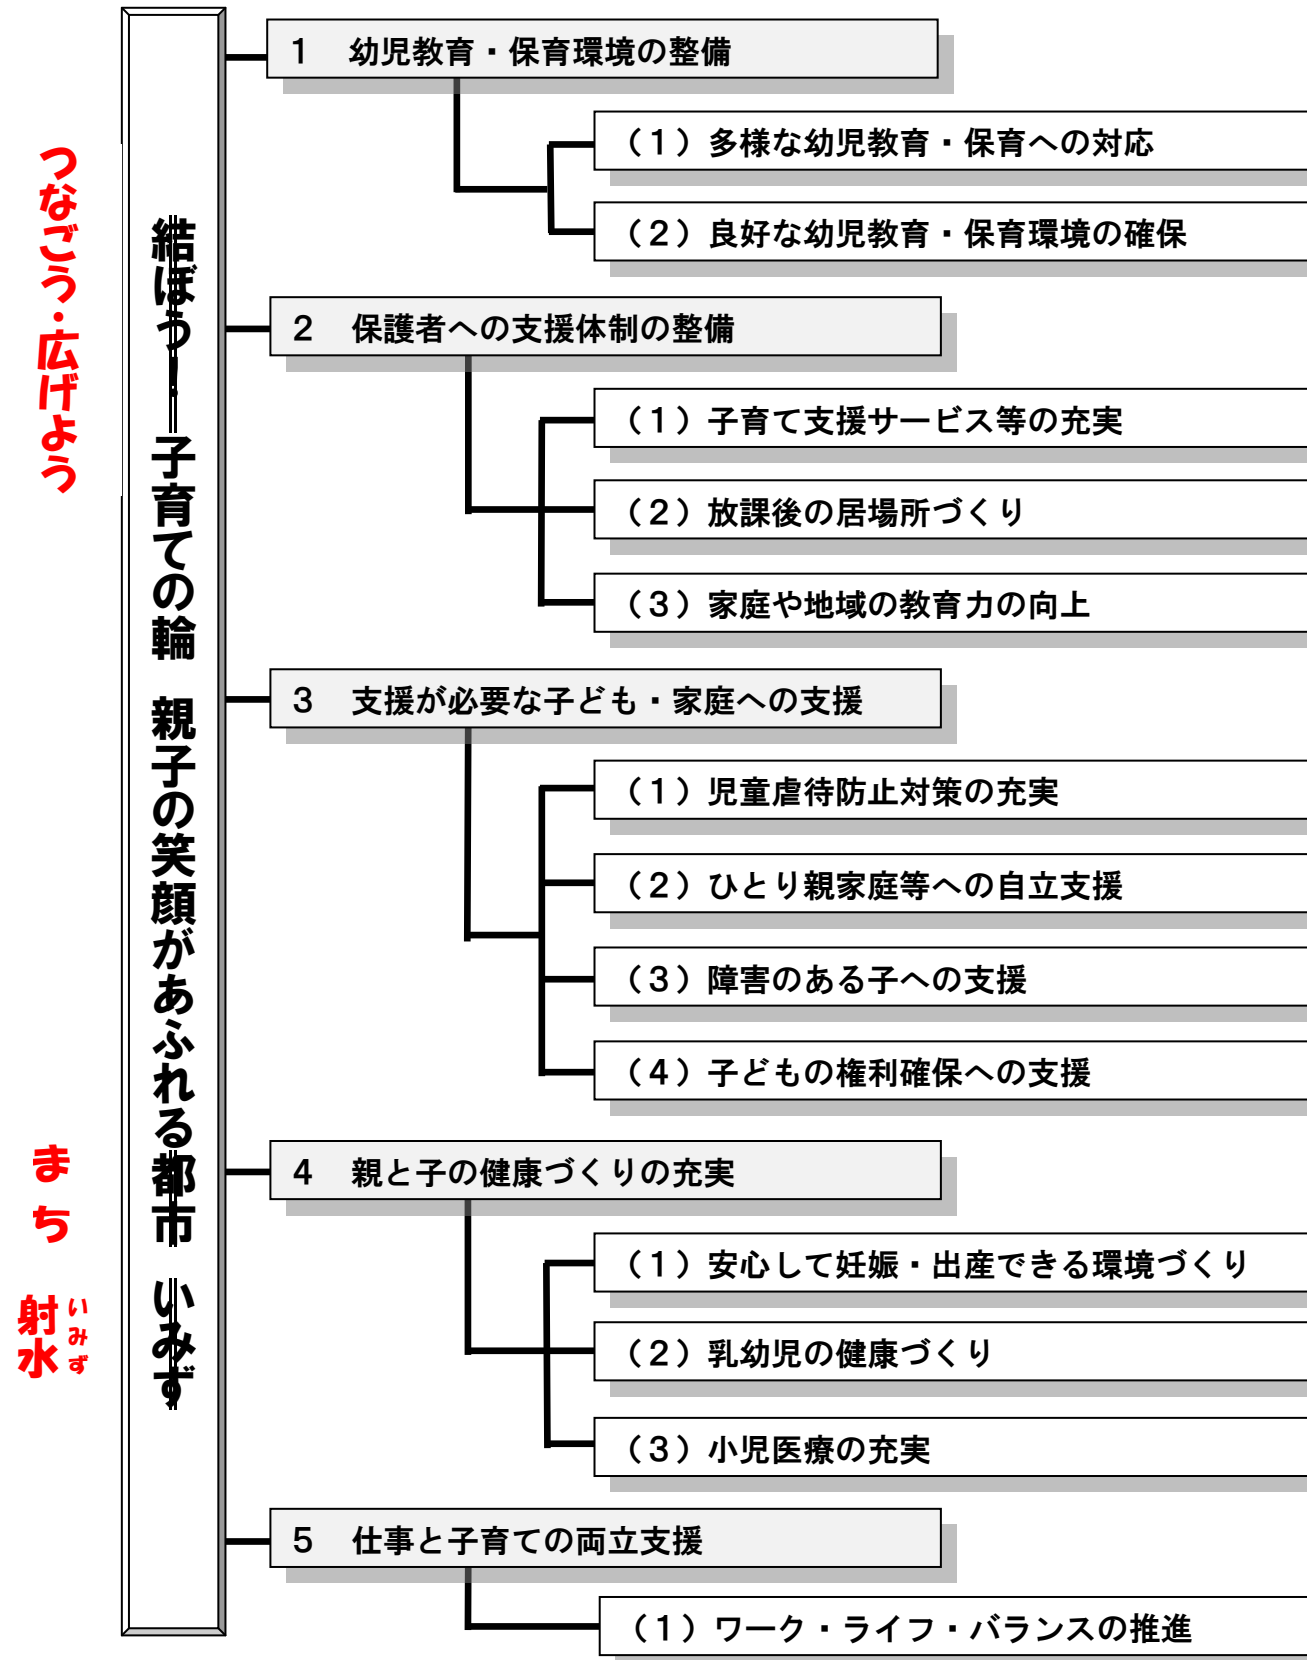 つなごう・広げよう
まち
射水
いみず
結ぼう！子育ての輪　親子の笑顔があふれる都市　いみず
１　幼児教育・保育環境の整備
（１）多様な幼児教育・保育への対応
（２）良好な幼児教育・保育環境の確保
２　保護者への支援体制の整備
（１）子育て支援サービス等の充実
（２）放課後の居場所づくり
（３）家庭や地域の教育力の向上
３　支援が必要な子ども・家庭への支援
（１）児童虐待防止対策の充実
（２）ひとり親家庭等への自立支援
（３）障害のある子への支援
（４）子どもの権利確保への支援
４　親と子の健康づくりの充実
（１）安心して妊娠・出産できる環境づくり
（２）乳幼児の健康づくり
（３）小児医療の充実
５　仕事と子育ての両立支援
（１）ワーク・ライフ・バランスの推進